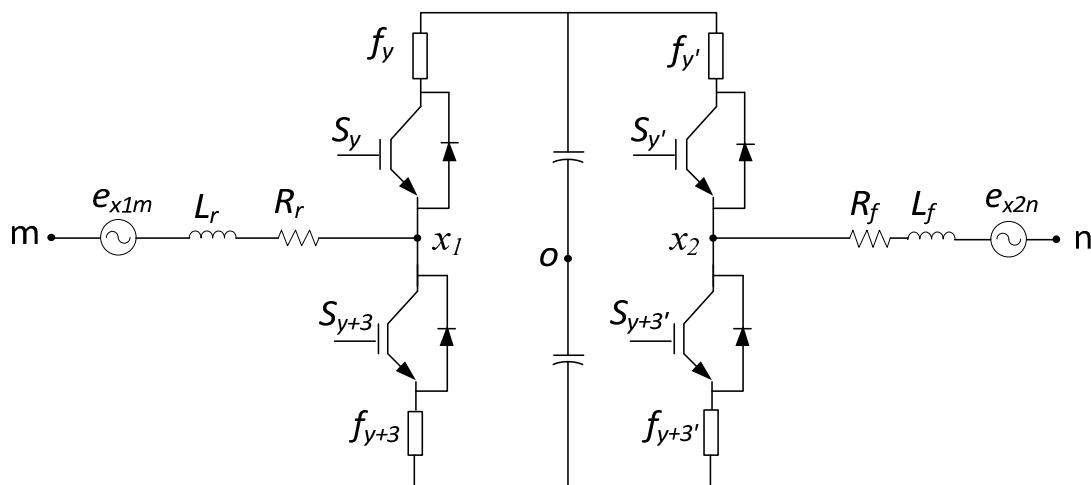 f_y
f_y'
S_y
S_y'
m
e_x1m
L_r
R_r
x_1
o
x_2
R_f
L_f
e_x2n
n
S_y+3
S_y+3'
f_y+3
f_y+3'